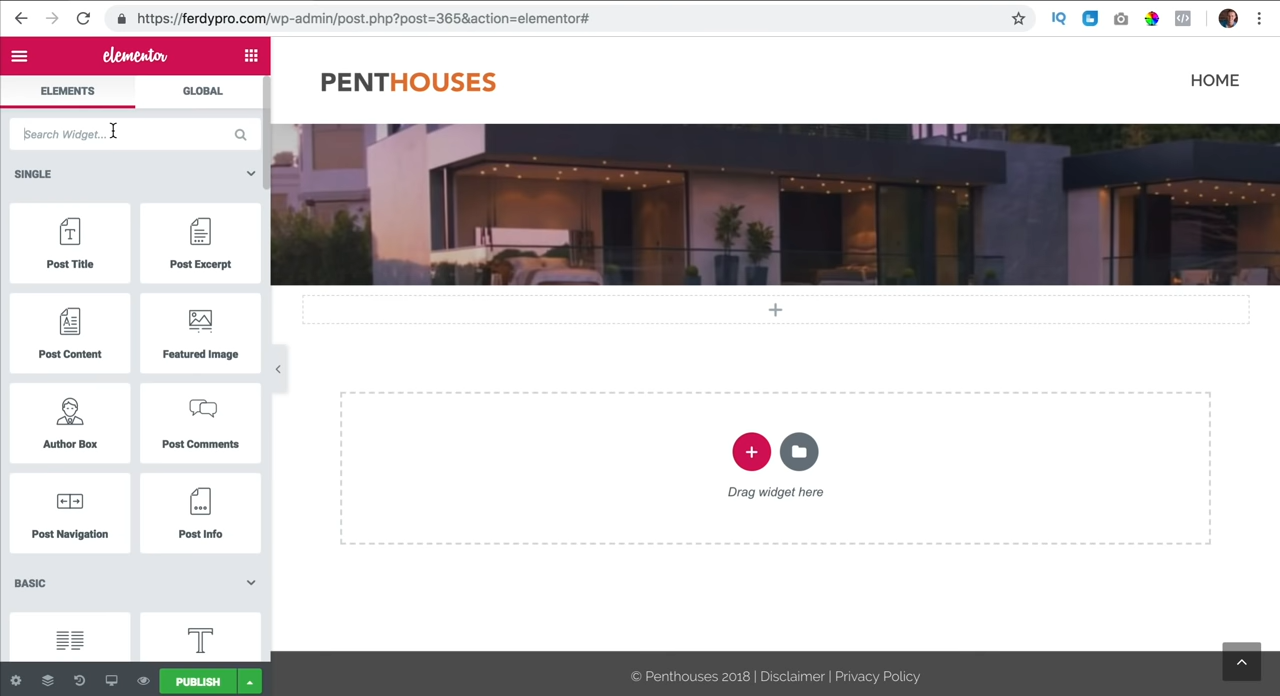 https://ferdypro.com/wp-admin/post.php?post=365&action=elementor#
IQ
elementor
ELEMENTS
GLOBAL
Search Widget...
SINGLE
Post Title
Post Excerpt
Post Content
Featured Image
Author Box
Post Comments
Post Navigation
Post Info
BASIC
PUBLISH
PENTHOUSES
HOME
Drag widget here
© Penthouses 2018 | Disclaimer | Privacy Policy